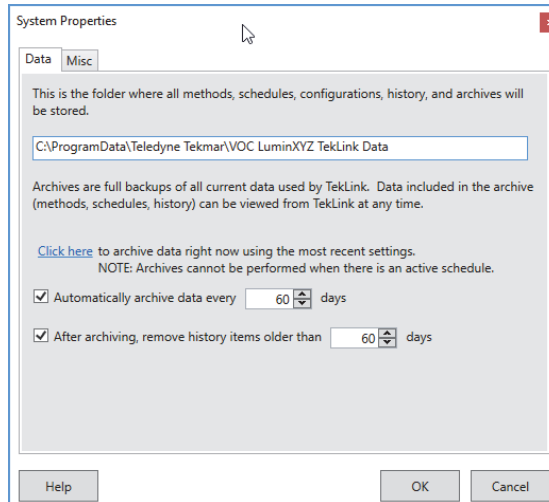 System Properties
Data
Misc
This is the folder where all methods, schedules, configurations, history, and archives will
be stored.
C:\ProgramData\Teledyne Tekmar\VOC LuminXYZ TekLink Data
Archives are full backups of all current data used by TekLink. Data included in the archive
(methods, schedules, history) can be viewed from TekLink at any time.
Click here to archive data right now using the most recent settings.
NOTE: Archives cannot be performed when there is an active schedule.
Automatically archive data every 60 days
After archiving, remove history items older than 60 days
Help
OK
Cancel